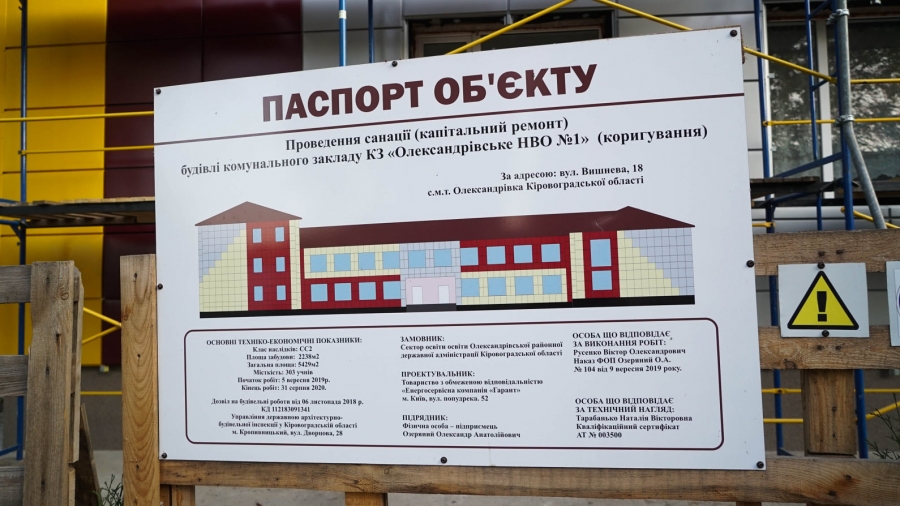 ПАСПОРТ ОБ'ЄКТУ
Проведення санації (капітальний ремонт)
будівлі комунального закладу КЗ «Олександрівське НВО №1» (коригування)
За адресою: вул. Вишнева, 18
с.м.т. Олександрівка Кіровоградської області
ОСНОВНІ ТЕХНІКО-ЕКОНОМІЧНІ ПОКАЗНИКИ:
Клас наслідків: СС2
Площа забудови: 2238м2
Загальна площа: 5429м2
Місткість: 303 учнів
Початок робіт: 5 вересня 2019р.
Кінець робіт: 31 серпня 2020.
Дозвіл на будівельні роботи від 06 листопада 2018 р.
КД 112183091341
Управління державною архітектурно-
будівельної інспекції у Кіровоградській області
м. Кропивницький, вул. Дворцова, 28
ЗАМОВНИК:
Сектор освіти освіти Олександрівської районної
державної адміністрації Кіровоградської області
ПРОЕКТУВАЛЬНИК:
Товариство з обмеженою відповідальністю
«Енергосервісна компанія «Гарант»
м. Київ, вул. попудрека. 52
ПІДРЯДНИК:
Фізична особа – підприємець
Озервий Олександр Анатолійович
ОСОБА ЩО ВІДПОВІДАЄ
ЗА ВИКОНАННЯ РОБІТ:
Русенко Віктор Олександрович
Наказ ФОП Озерний О.А.
№ 104 від 9 вересня 2019 року.
ОСОБА ЩО ВІДПОВІДАЄ
ЗА ТЕХНІЧНИЙ НАГЛЯД:
Тарабанько Наталія Вікторовна
Кваліфікаційний сертифікат
АТ № 003500